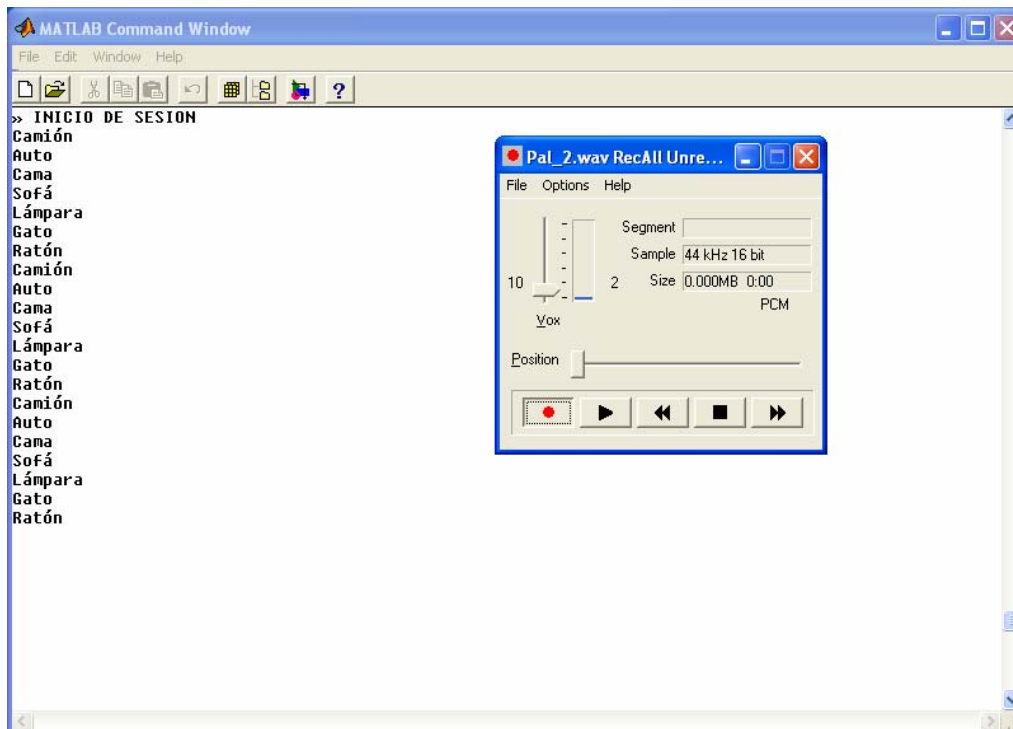 MATLAB Command Window
File Edit Window Help
?
» INICIO DE SESION
Camión
Auto
Cama
Sofá
Lámpara
Gato
Ratón
Camión
Auto
Cama
Sofá
Lámpara
Gato
Ratón
Camión
Auto
Cama
Sofá
Lámpara
Gato
Ratón
Pal_2.wav RecAll Unre...
File Options Help
Segment
Sample 44 kHz 16 bit
10 2 Size 0.000MB 0:00
PCM
Vox
Position